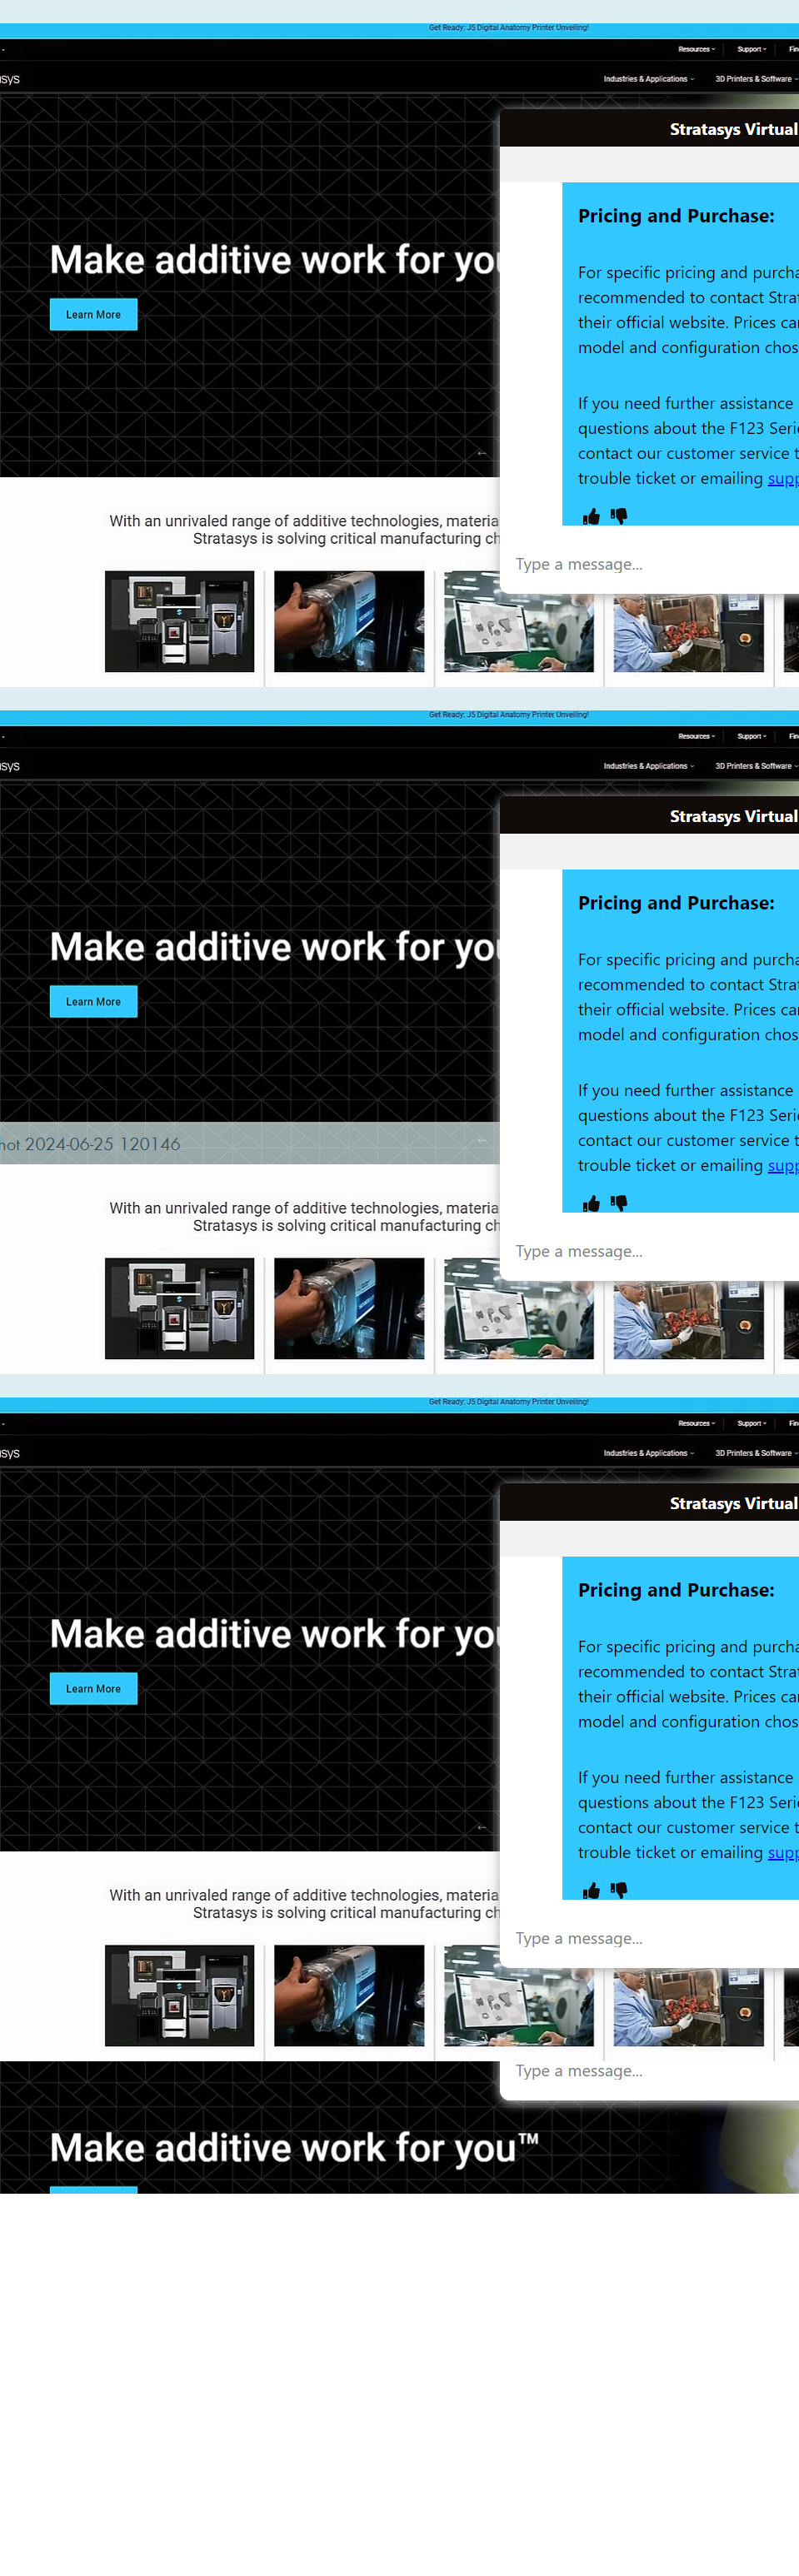 Get Ready: J5 Digital Anatomy Printer Unveiling!
Resources Support Fin
asys Industries & Applications 3D Printers & Software
Stratasys Virtual
Pricing and Purchase:
Make additive work for you
Learn More
For specific pricing and purcha
recommended to contact Strat
their official website. Prices can
model and configuration chos
If you need further assistance
questions about the F123 Serie
contact our customer service t
trouble ticket or emailing supp
With an unrivaled range of additive technologies, materia
Stratasys is solving critical manufacturing ch
Type a message...
Get Ready: J5 Digital Anatomy Printer Unveiling!
Resources Support Fin
asys Industries & Applications 3D Printers & Software
Stratasys Virtual
Pricing and Purchase:
Make additive work for you
Learn More
For specific pricing and purcha
recommended to contact Strat
their official website. Prices can
model and configuration chos
If you need further assistance
questions about the F123 Serie
contact our customer service t
hot 2024-06-25 120146
trouble ticket or emailing supp
With an unrivaled range of additive technologies, materia
Stratasys is solving critical manufacturing ch
Type a message...
Get Ready: J5 Digital Anatomy Printer Unveiling!
Resources Support Fin
asys Industries & Applications 3D Printers & Software
Stratasys Virtual
Pricing and Purchase:
Make additive work for you
Learn More
For specific pricing and purcha
recommended to contact Strat
their official website. Prices can
model and configuration chos
If you need further assistance
questions about the F123 Serie
contact our customer service t
trouble ticket or emailing supp
With an unrivaled range of additive technologies, materia
Stratasys is solving critical manufacturing ch
Type a message...
Type a message...
Make additive work for you™